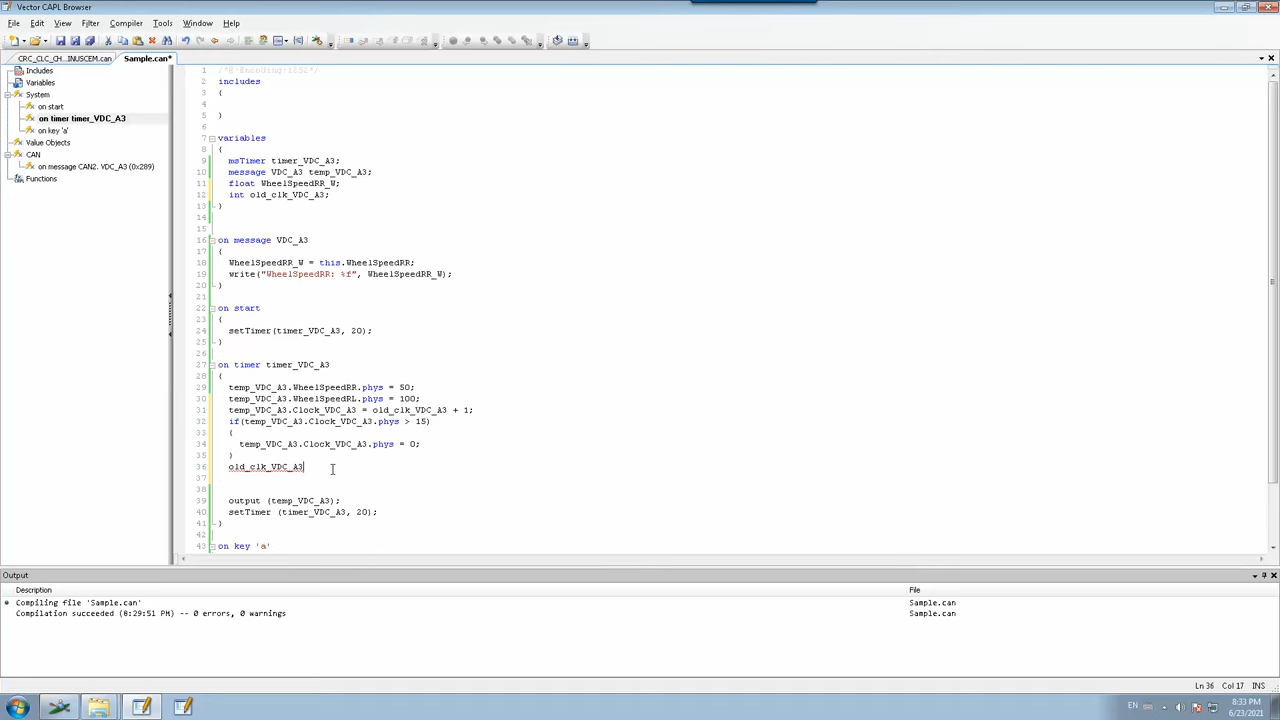 Vector CAPL Browser
File Edit View Filter Compiler Tools Window Help
CRC_CLC_CH...INUSCEM.can Sample.can*
Includes
Variables
System
on start
on timer timer_VDC_A3
on key 'a'
Value Objects
CAN
on message CAN2. VDC_A3 (0x289)
Functions
1 /*@!Encoding:1252*/
2 includes
3 {
4
5 }
6
7 variables
8 {
9 msTimer timer_VDC_A3;
10 message VDC_A3 temp_VDC_A3;
11 float WheelSpeedRR_W;
12 int old_clk_VDC_A3;
13 }
14
15
16 on message VDC_A3
17 {
18 WheelSpeedRR_W = this.WheelSpeedRR;
19 write("WheelSpeedRR: %f", WheelSpeedRR_W);
20 }
21
22 on start
23 {
24 setTimer(timer_VDC_A3, 20);
25 }
26
27 on timer timer_VDC_A3
28 {
29 temp_VDC_A3.WheelSpeedRR.phys = 50;
30 temp_VDC_A3.WheelSpeedRL.phys = 100;
31 temp_VDC_A3.Clock_VDC_A3 = old_clk_VDC_A3 + 1;
32 if(temp_VDC_A3.Clock_VDC_A3.phys > 15)
33 {
34 temp_VDC_A3.Clock_VDC_A3.phys = 0;
35 }
36 old_clk_VDC_A3
37
38
39 output (temp_VDC_A3);
40 setTimer (timer_VDC_A3, 20);
41 }
42
43 on key 'a'
Output
Description File
Compiling file 'Sample.can' Sample.can
Compilation succeeded (8:29:51 PM) -- 0 errors, 0 warnings Sample.can
Ln 36 Col 17 INS
EN 8:33 PM
6/23/2021